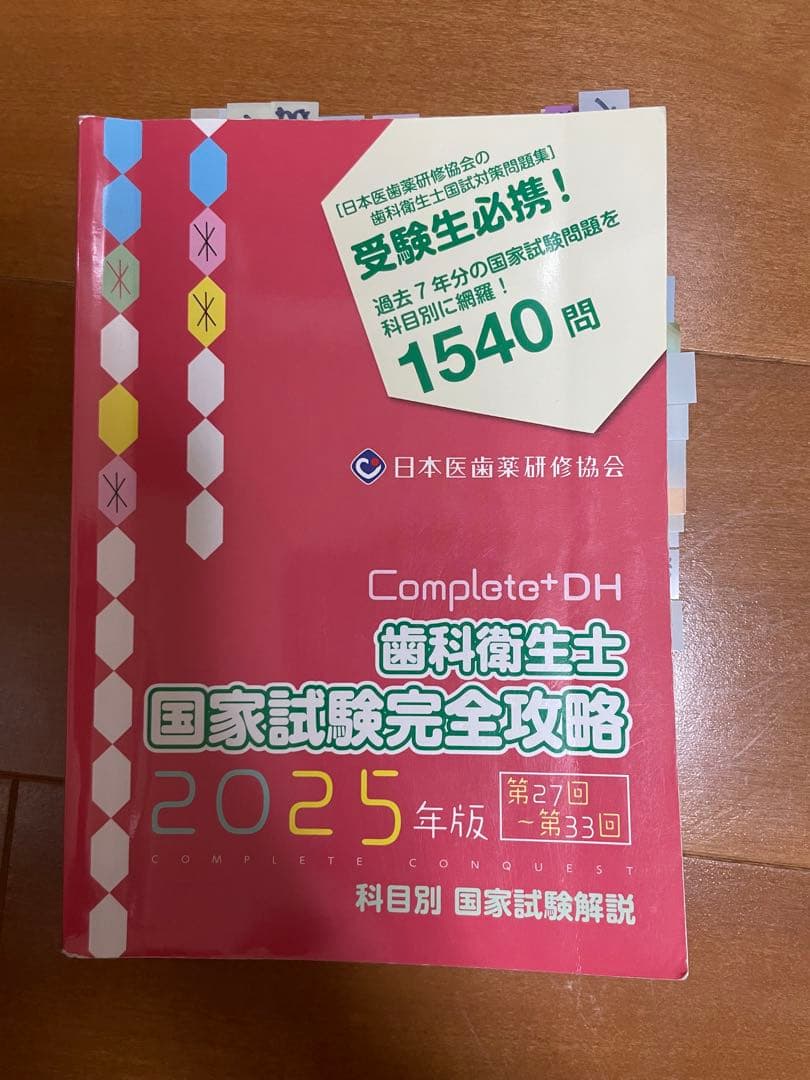 [日本医歯薬研修協会の
歯科衛生士国試対策問題集]
受験生必携!
過去7年分の国家試験問題を
科目別に網羅!
1540問
日本医歯薬研修協会
Complete+DH
歯科衛生士
国家試験完全攻略
2025年版
第27回
~第33回
COMPLETE CONQUEST
科目別 国家試験解説